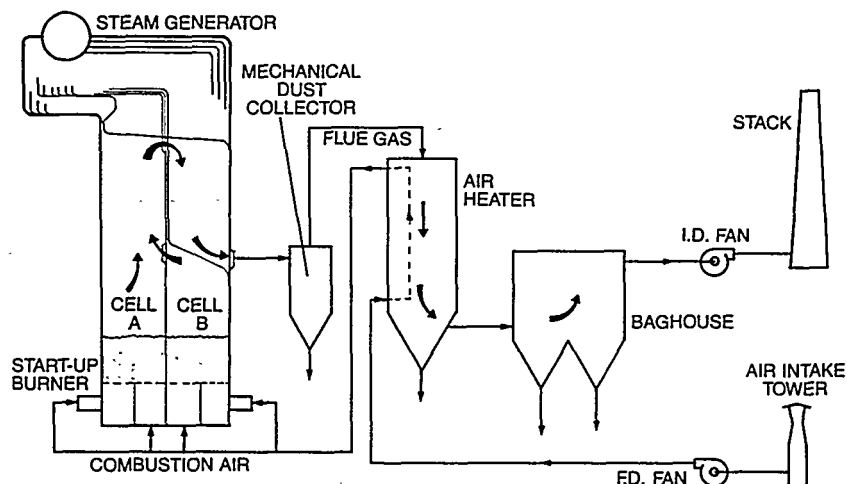 STEAM GENERATOR
MECHANICAL
DUST
COLLECTOR
FLUE GAS
STACK
AIR
HEATER
I.D. FAN
CELL
A
CELL
B
BAGHOUSE
START-UP
BURNER
AIR INTAKE
TOWER
COMBUSTION AIR
F.D. FAN